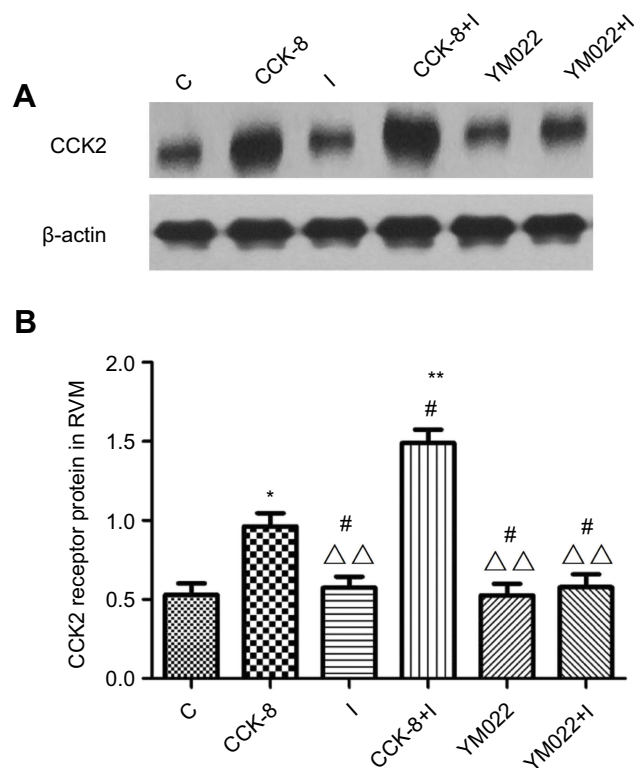 C CCK-8 I CCK-8+I YM022 YM022+I
A
CCK2
β-actin
B
CCK2 receptor protein in RVM
2.0
1.5
1.0
0.5
0.0
*
#
△△
**
#
#
△△
#
△△
C CCK-8 I CCK-8+I YM022 YM022+I